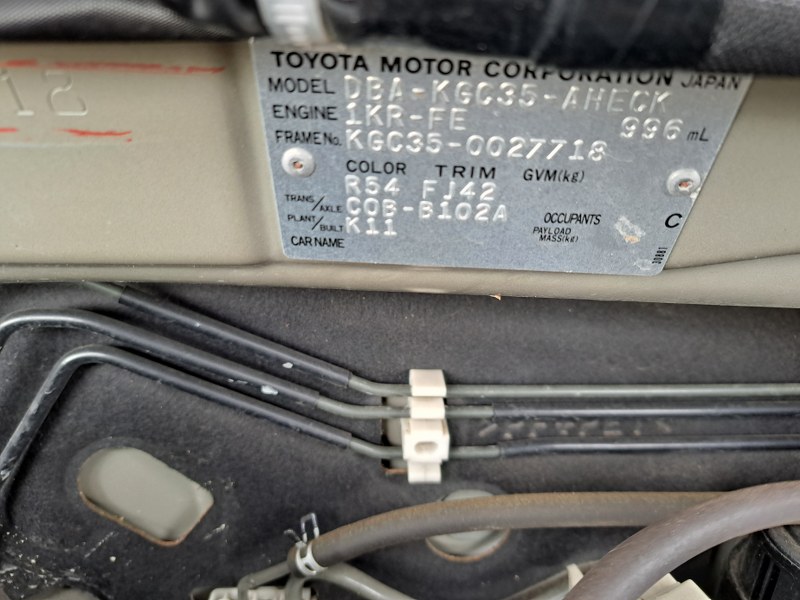 TOYOTA MOTOR CORPORATION JAPAN
MODEL DBA-KGC35-AHECK
ENGINE 1KR-FE 996 mL
FRAME No. KGC35-0027718
COLOR TRIM GVM(kg)
R54 FJ42
TRANS/AXLE C0B-B102A OCCUPANTS C
PLANT/BUILT K11 PAYLOAD MASS(kg)
CAR NAME